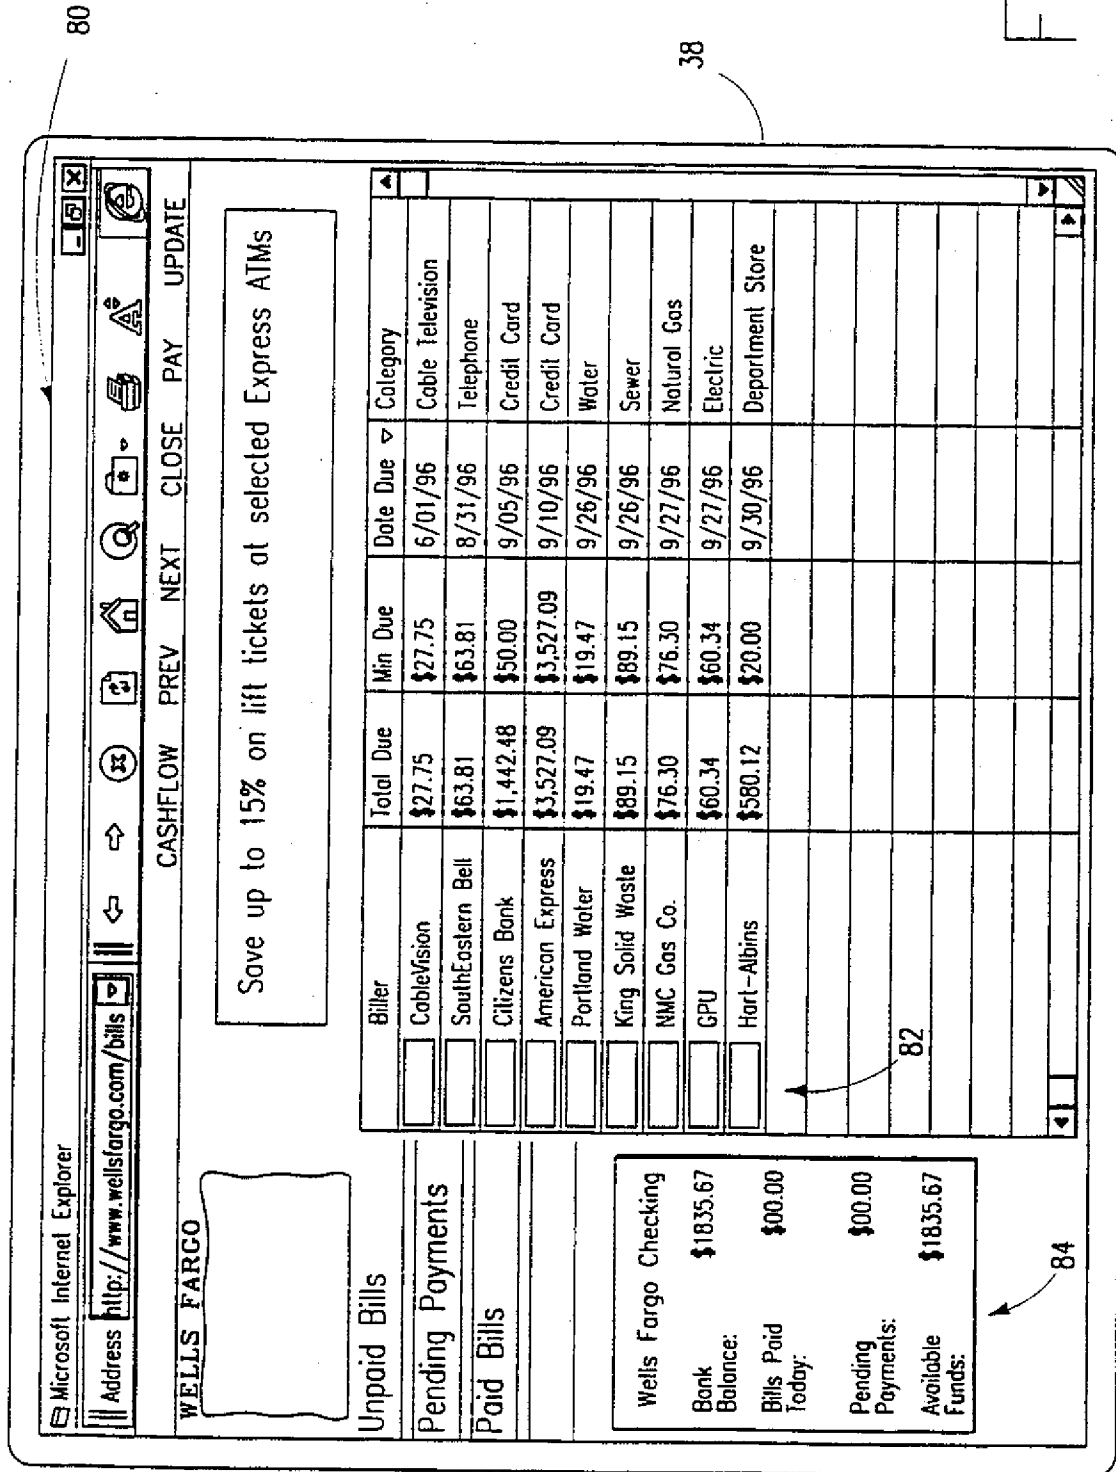 80
Microsoft Internet Explorer
Address http://www.wellsfargo.com/bills
WELLS FARGO
CASHFLOW PREV NEXT CLOSE PAY UPDATE
Save up to 15% on lift tickets at selected Express ATMs
Unpaid Bills
Pending Payments
Paid Bills
Biller Total Due Min Due Date Due Category
CableVision $27.75 $27.75 6/01/96 Cable Television
SouthEastern Bell $63.81 $63.81 8/31/96 Telephone
Citizens Bank $1,442.48 $50.00 9/05/96 Credit Card
American Express $3,527.09 $3,527.09 9/10/96 Credit Card
Portland Water $19.47 $19.47 9/26/96 Water
King Solid Waste $89.15 $89.15 9/26/96 Sewer
NMC Gas Co. $76.30 $76.30 9/27/96 Natural Gas
GPU $60.34 $60.34 9/27/96 Electric
Hart-Albins $580.12 $20.00 9/30/96 Department Store
Wells Fargo Checking
Bank
Balance: $1835.67
Bills Paid
Today: $00.00
Pending
Payments: $00.00
Available
Funds: $1835.67
82
84
38